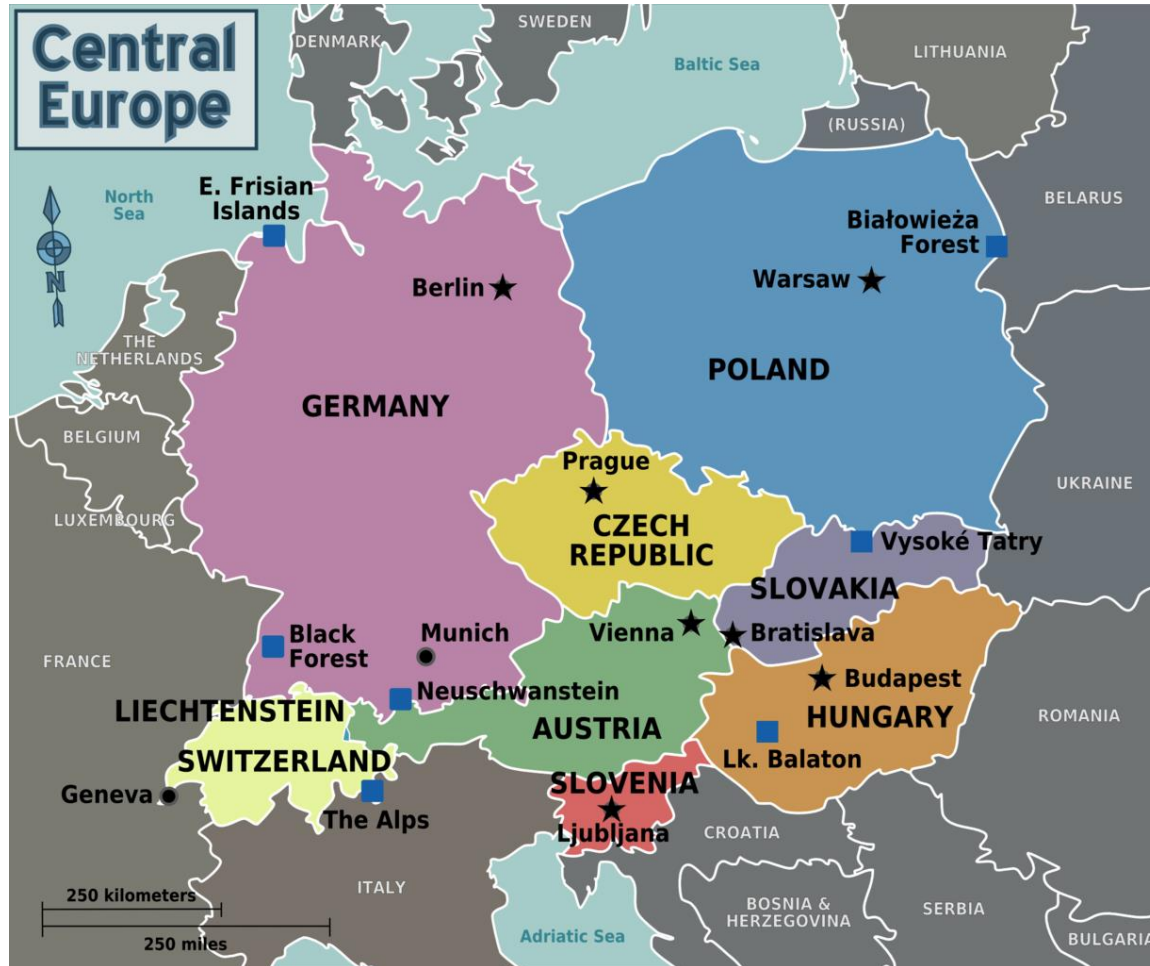 Central
Europe
DENMARK
SWEDEN
Baltic Sea
LITHUANIA
(RUSSIA)
BELARUS
North
Sea
E. Frisian
Islands
Białowieża
Forest
N
Berlin
Warsaw
THE
NETHERLANDS
POLAND
GERMANY
BELGIUM
Prague
UKRAINE
LUXEMBOURG
CZECH
REPUBLIC
Vysoké Tatry
SLOVAKIA
Black
Forest
Munich
Vienna
Bratislava
FRANCE
Neuschwanstein
Budapest
LIECHTENSTEIN
AUSTRIA
HUNGARY
ROMANIA
SWITZERLAND
Lk. Balaton
SLOVENIA
Geneva
The Alps
Ljubljana
CROATIA
ITALY
250 kilometers
BOSNIA &
HERZEGOVINA
SERBIA
250 miles
Adriatic Sea
BULGARIA